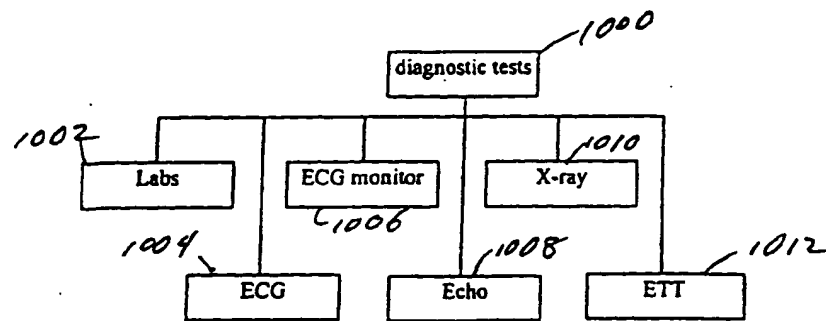 1000
diagnostic tests
1002
1010
Labs
ECG monitor
X-ray
1006
1004
1008
1012
ECG
Echo
ETT